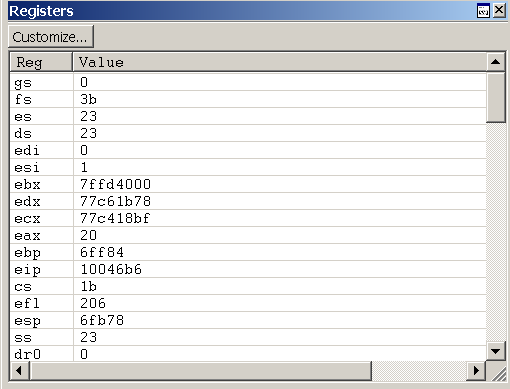 Registers
Customize...
Reg Value
gs 0
fs 3b
es 23
ds 23
edi 0
esi 1
ebx 7ffd4000
edx 77c61b78
ecx 77c418bf
eax 20
ebp 6ff84
eip 10046b6
cs 1b
efl 206
esp 6fb78
ss 23
dr0 0